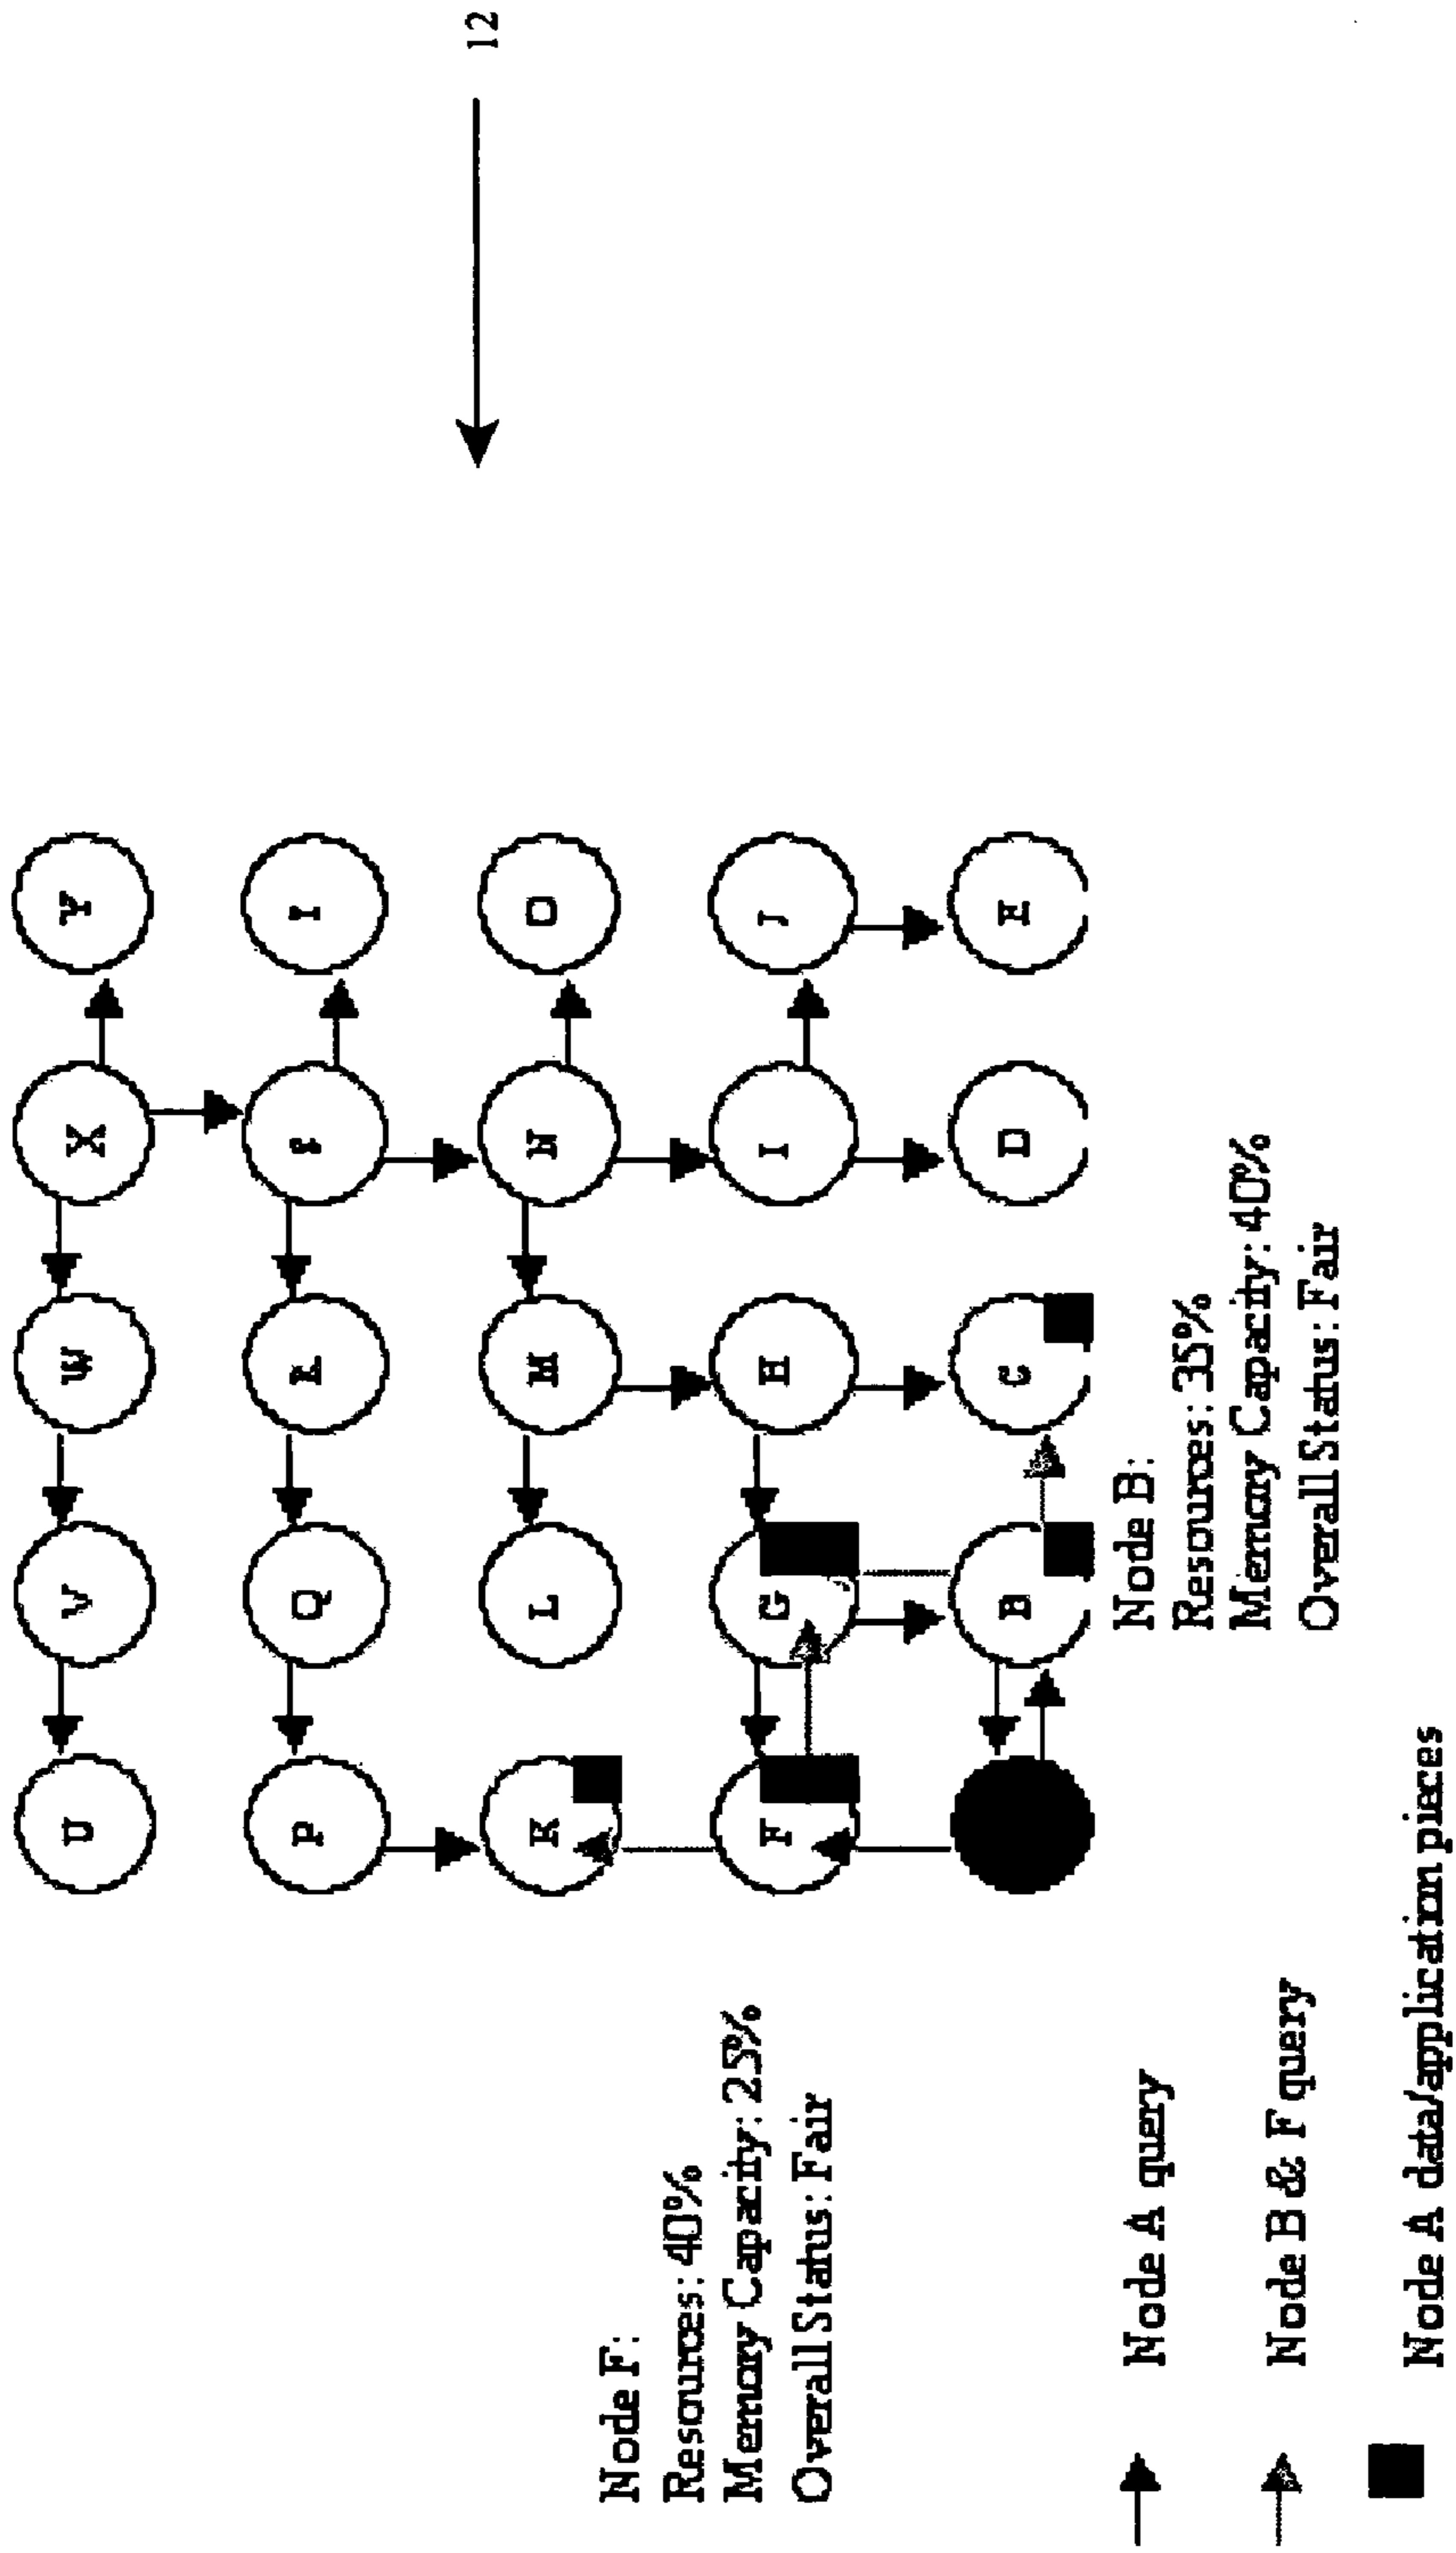 U V W X Y
P Q I
12
K L M N O
Node F:
Resources: 40%
Memory Capacity: 25%
Overall Status: Fair
F G H I J
B C D E
Node A query
Node B:
Resources: 35%
Memory Capacity: 40%
Overall Status: Fair
Node B & F query
Node A data/application pieces